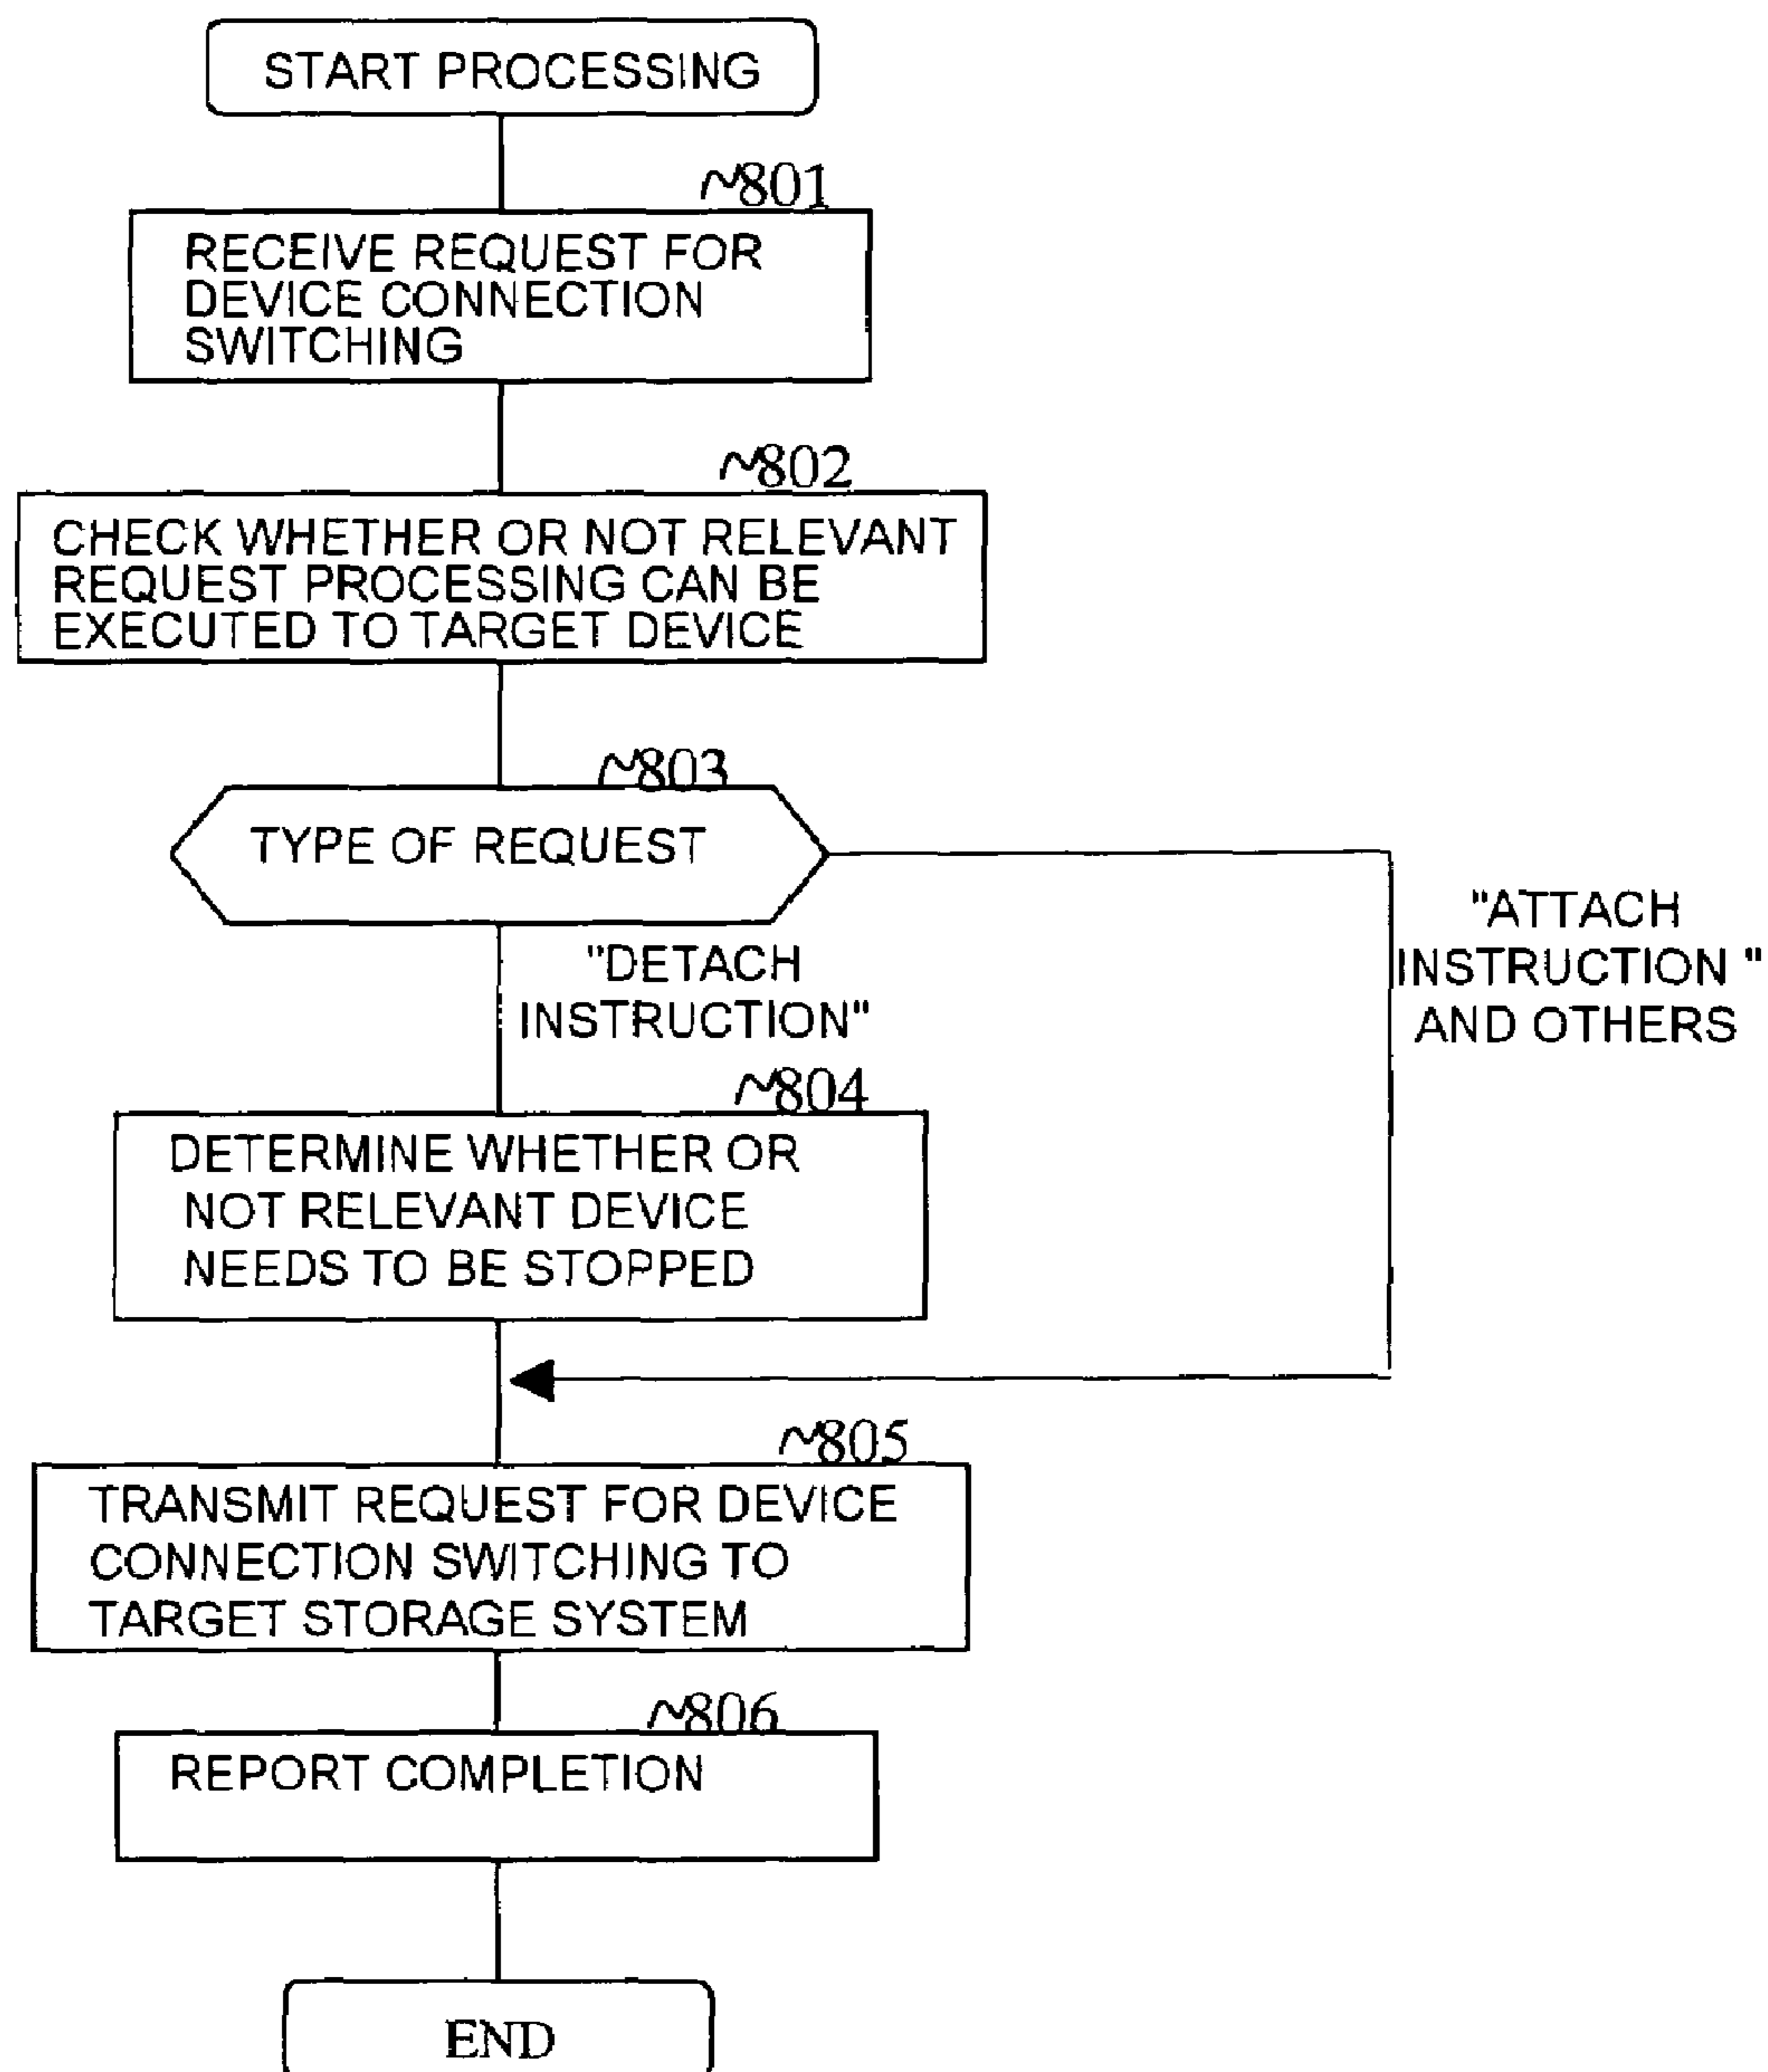 START PROCESSING
~801
RECEIVE REQUEST FOR
DEVICE CONNECTION
SWITCHING
~802
CHECK WHETHER OR NOT RELEVANT
REQUEST PROCESSING CAN BE
EXECUTED TO TARGET DEVICE
~803
TYPE OF REQUEST
"DETACH
INSTRUCTION"
"ATTACH
INSTRUCTION "
AND OTHERS
~804
DETERMINE WHETHER OR
NOT RELEVANT DEVICE
NEEDS TO BE STOPPED
~805
TRANSMIT REQUEST FOR DEVICE
CONNECTION SWITCHING TO
TARGET STORAGE SYSTEM
~806
REPORT COMPLETION
END